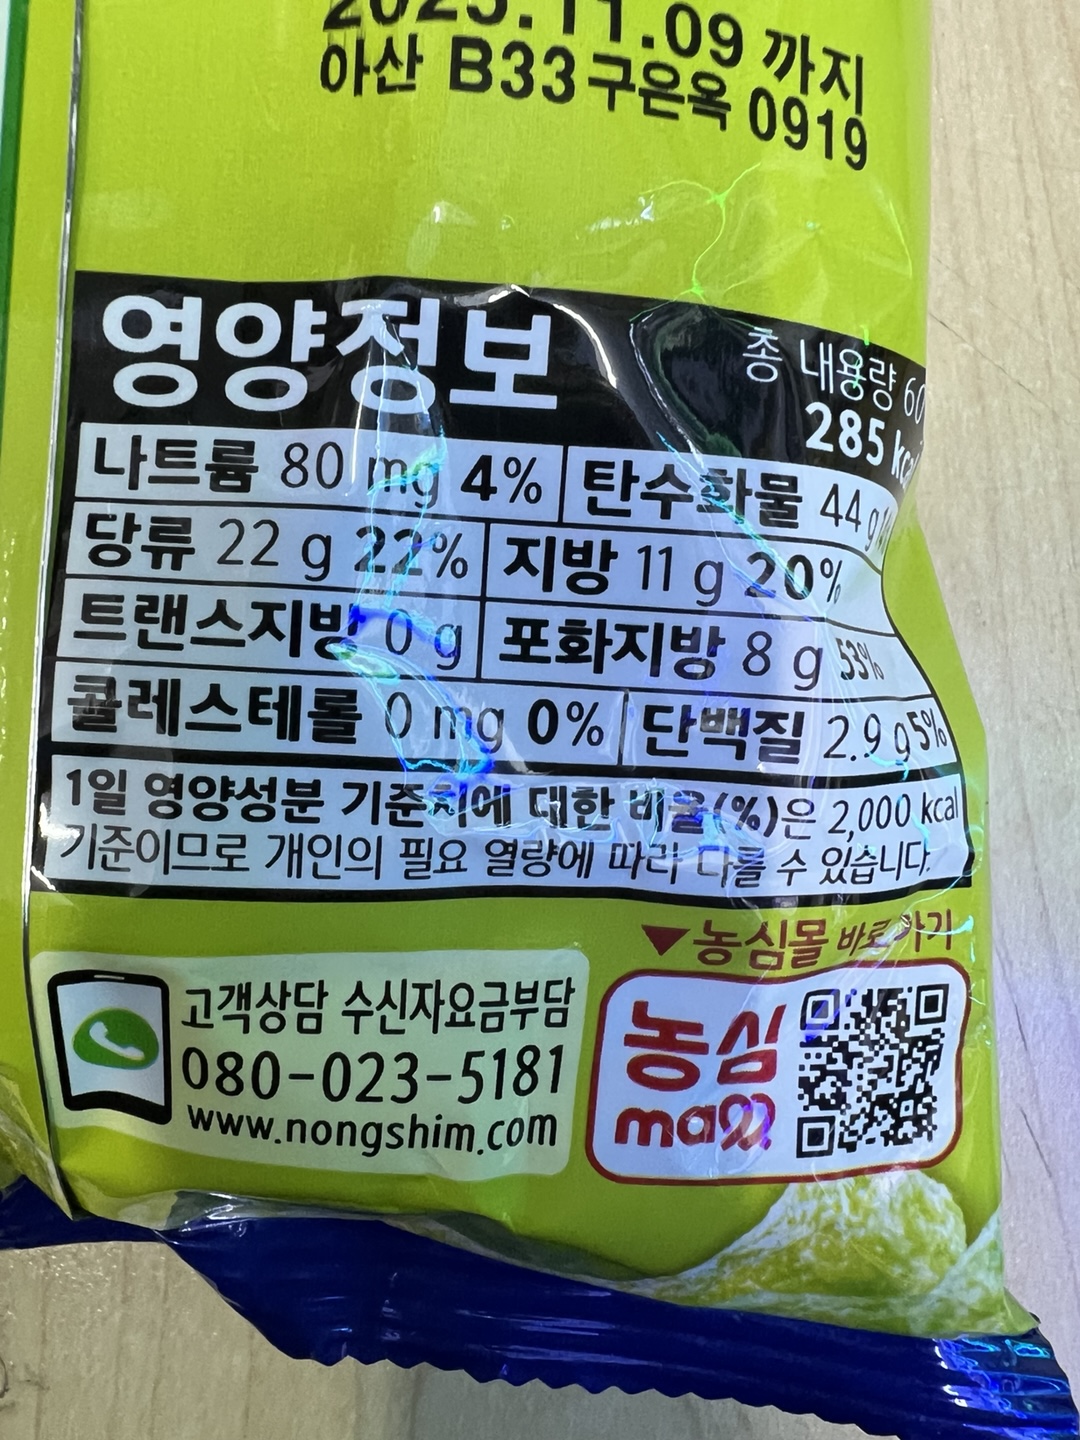 2025.11.09 까지
아산 B33구은옥 0919
영양정보
총 내용량 60
285 kcal
나트륨 80 mg 4% 탄수화물 44 g
당류 22 g 22% 지방 11 g 20%
트랜스지방 0 g 포화지방 8 g 53%
콜레스테롤 0 mg 0% 단백질 2.9 g 5%
1일 영양성분 기준치에 대한 비율(%)은 2,000 kcal
기준이므로 개인의 필요 열량에 따라 다를 수 있습니다.
▼농심몰 바로가기
고객상담 수신자요금부담
080-023-5181
www.nongshim.com
농심
mall